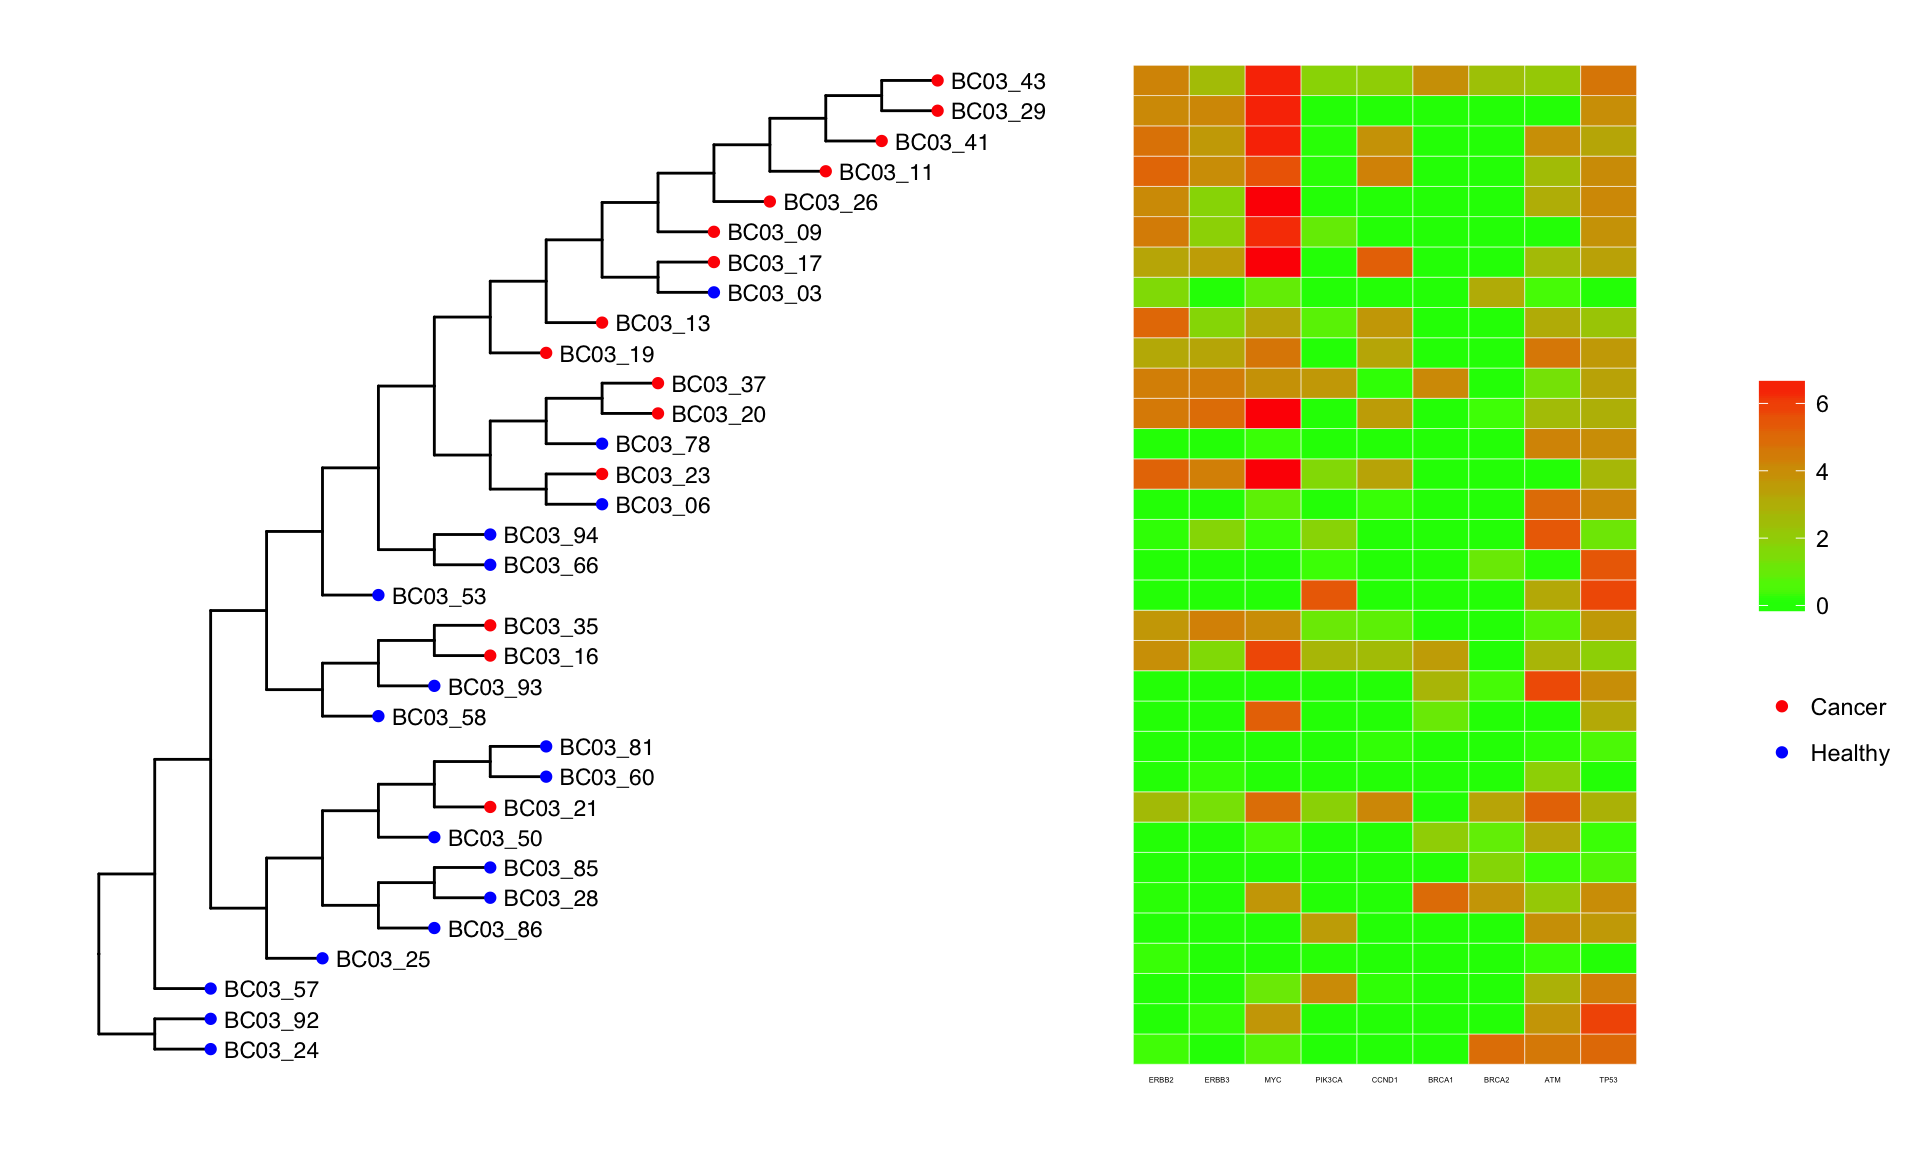 BC03_43
BC03_29
BC03_41
BC03_11
BC03_26
BC03_09
BC03_17
BC03_03
BC03_13
BC03_19
BC03_37
BC03_20
BC03_78
BC03_23
BC03_06
BC03_94
BC03_66
BC03_53
BC03_35
BC03_16
BC03_93
BC03_58
BC03_81
BC03_60
BC03_21
BC03_50
BC03_85
BC03_28
BC03_86
BC03_25
BC03_57
BC03_92
BC03_24
ERBB2 ERBB3 MYC PIK3CA CCND1 BRCA1 BRCA2 ATM TP53
6
4
2
0
Cancer
Healthy